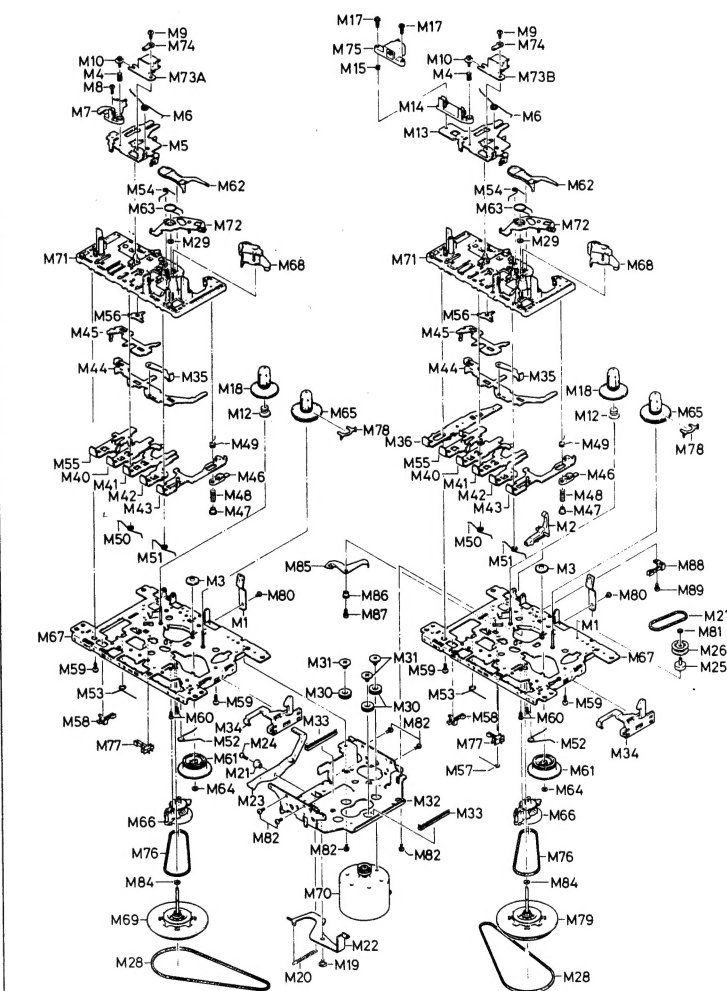 M9
M74
M10
M4
M73A
M8
M7
M6
M5
M62
M54
M63
M72
M29
M71
M68
M56
M45
M44
M35
M18
M12
M65
M78
M49
M55
M40
M41
M42
M43
M46
M48
M47
M50
M51
M3
M80
M1
M67
M59
M53
M58
M59
M60
M77
M52
M61
M64
M66
M76
M84
M69
M28
M17
M17
M75
M15
M9
M74
M10
M4
M73B
M14
M13
M6
M62
M54
M63
M72
M29
M71
M68
M56
M45
M44
M35
M18
M12
M65
M78
M36
M49
M55
M40
M41
M42
M43
M46
M48
M47
M50
M51
M2
M3
M88
M89
M80
M1
M67
M81
M26
M25
M59
M53
M58
M59
M60
M77
M57
M52
M61
M64
M34
M66
M76
M84
M79
M28
M85
M86
M87
M31
M31
M30
M30
M34
M33
M24
M21
M23
M82
M82
M32
M33
M82
M82
M70
M22
M20
M19